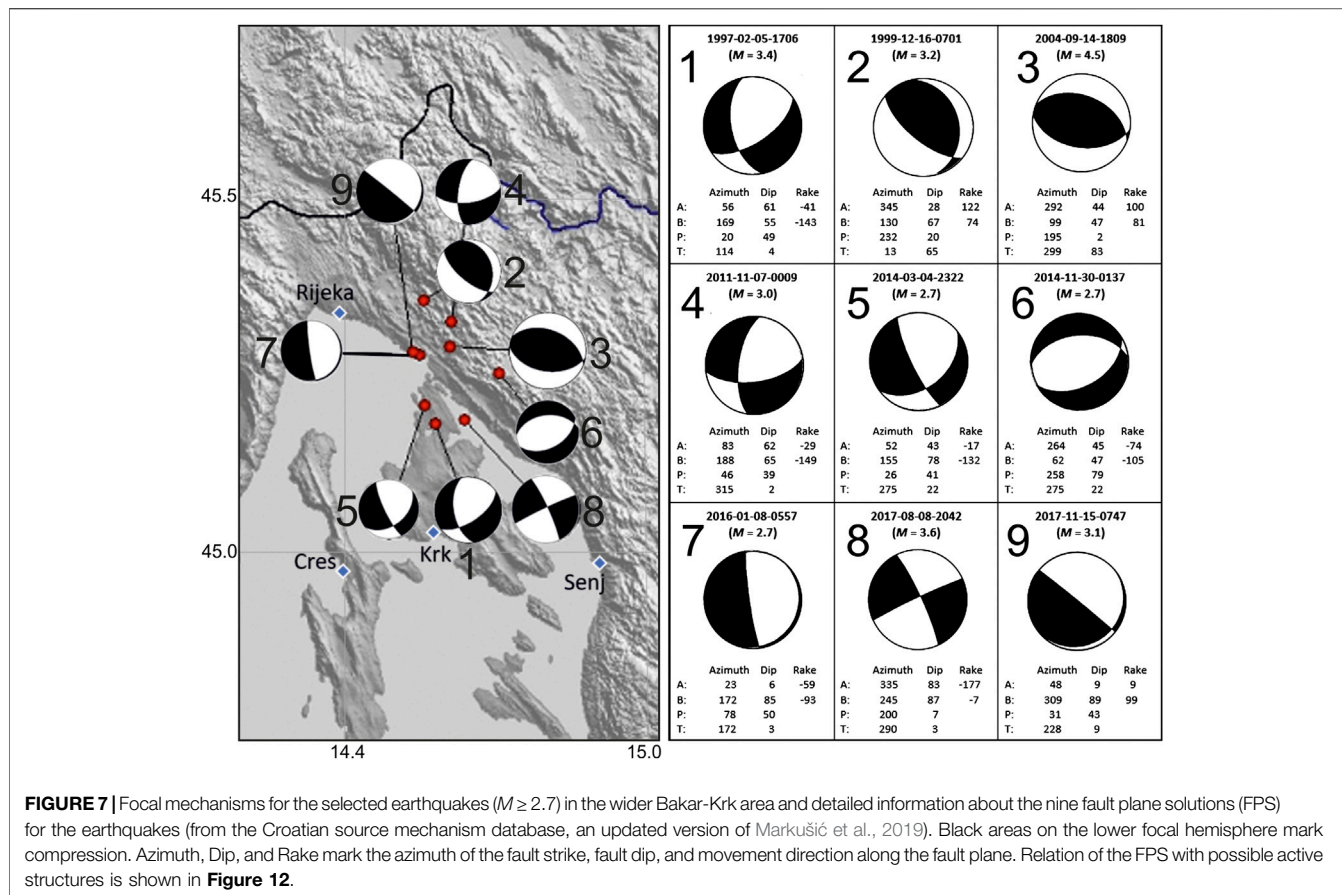 45.5
45.0
14.4
15.0
Rijeka
Cres
Krk
Senj
9
4
2
7
3
6
5
1
8
1
1997-02-05-1706
(M = 3.4)
Azimuth Dip Rake
A: 56 61 -41
B: 169 55 -143
P: 20 49
T: 114 4
2
1999-12-16-0701
(M = 3.2)
Azimuth Dip Rake
A: 345 28 122
B: 130 67 74
P: 232 20
T: 13 65
3
2004-09-14-1809
(M = 4.5)
Azimuth Dip Rake
A: 292 44 100
B: 99 47 81
P: 195 2
T: 299 83
4
2011-11-07-0009
(M = 3.0)
Azimuth Dip Rake
A: 83 62 -29
B: 188 65 -149
P: 46 39
T: 315 2
5
2014-03-04-2322
(M = 2.7)
Azimuth Dip Rake
A: 52 43 -17
B: 155 78 -132
P: 26 41
T: 275 22
6
2014-11-30-0137
(M = 2.7)
Azimuth Dip Rake
A: 264 45 -74
B: 62 47 -105
P: 258 79
T: 275 22
7
2016-01-08-0557
(M = 2.7)
Azimuth Dip Rake
A: 23 6 -59
B: 172 85 -93
P: 78 50
T: 172 3
8
2017-08-08-2042
(M = 3.6)
Azimuth Dip Rake
A: 335 83 -177
B: 245 87 -7
P: 200 7
T: 290 3
9
2017-11-15-0747
(M = 3.1)
Azimuth Dip Rake
A: 48 9 9
B: 309 89 99
P: 31 43
T: 228 9
FIGURE 7 | Focal mechanisms for the selected earthquakes (M ≥ 2.7) in the wider Bakar-Krk area and detailed information about the nine fault plane solutions (FPS)
for the earthquakes (from the Croatian source mechanism database, an updated version of Markušić et al., 2019). Black areas on the lower focal hemisphere mark
compression. Azimuth, Dip, and Rake mark the azimuth of the fault strike, fault dip, and movement direction along the fault plane. Relation of the FPS with possible active
structures is shown in Figure 12.